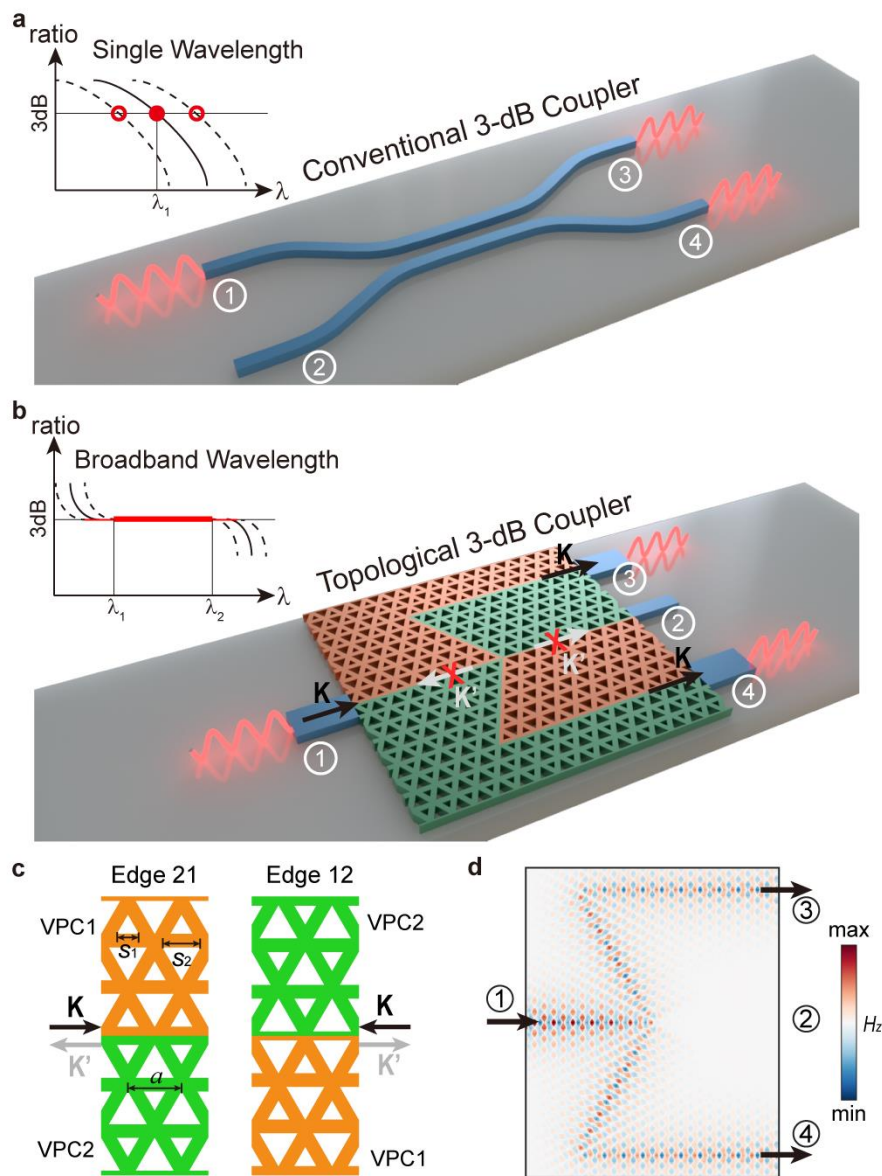 a
ratio
Single Wavelength
3dB
λ₁
λ
Conventional 3-dB Coupler
①
②
③
④
b
ratio
Broadband Wavelength
3dB
λ₁
λ₂
λ
Topological 3-dB Coupler
K
③
②
K'
K'
K
K
④
①
c
Edge 21
Edge 12
VPC1
VPC2
S₁
S₂
K
K
K'
K'
a
VPC2
VPC1
d
①
③
②
④
max
Hz
min